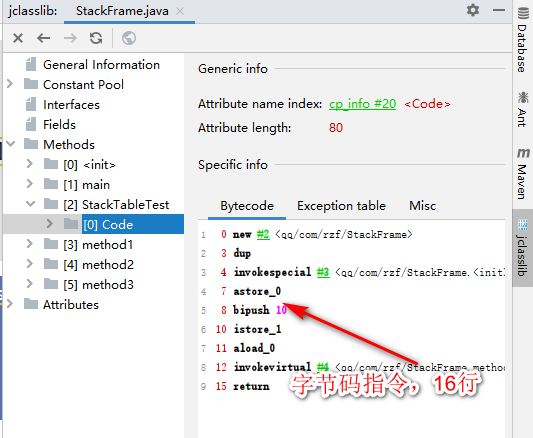 jclasslib: StackFrame.java ×
General Information
Constant Pool
Interfaces
Fields
Methods
[0] <init>
[1] main
[2] StackTableTest
[0] Code
[3] method1
[4] method2
[5] method3
Attributes
Generic info
Attribute name index: cp_info #20 <Code>
Attribute length: 80
Specific info
Bytecode Exception table Misc
1 0 new #2 <qq/com/rzf/StackFrame>
2 3 dup
3 4 invokespecial #3 <qq/com/rzf/StackFrame.<init>
4 7 astore_0
5 8 bipush 10
6 10 istore_1
7 11 aload_0
8 12 invokevirtual #4 <qq/com/rzf/StackFrame.method
9 15 return
字节码指令，16行
Database
Ant
Maven
jclasslib